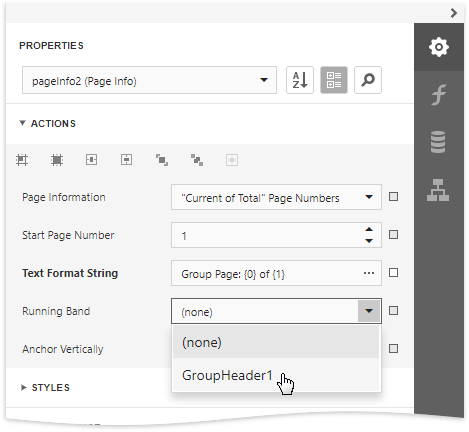 PROPERTIES
pageInfo2 (Page Info)
ACTIONS
Page Information "Current of Total" Page Numbers
Start Page Number 1
Text Format String Group Page: {0} of {1} ...
Running Band (none)
(none)
Anchor Vertically
GroupHeader1
STYLES